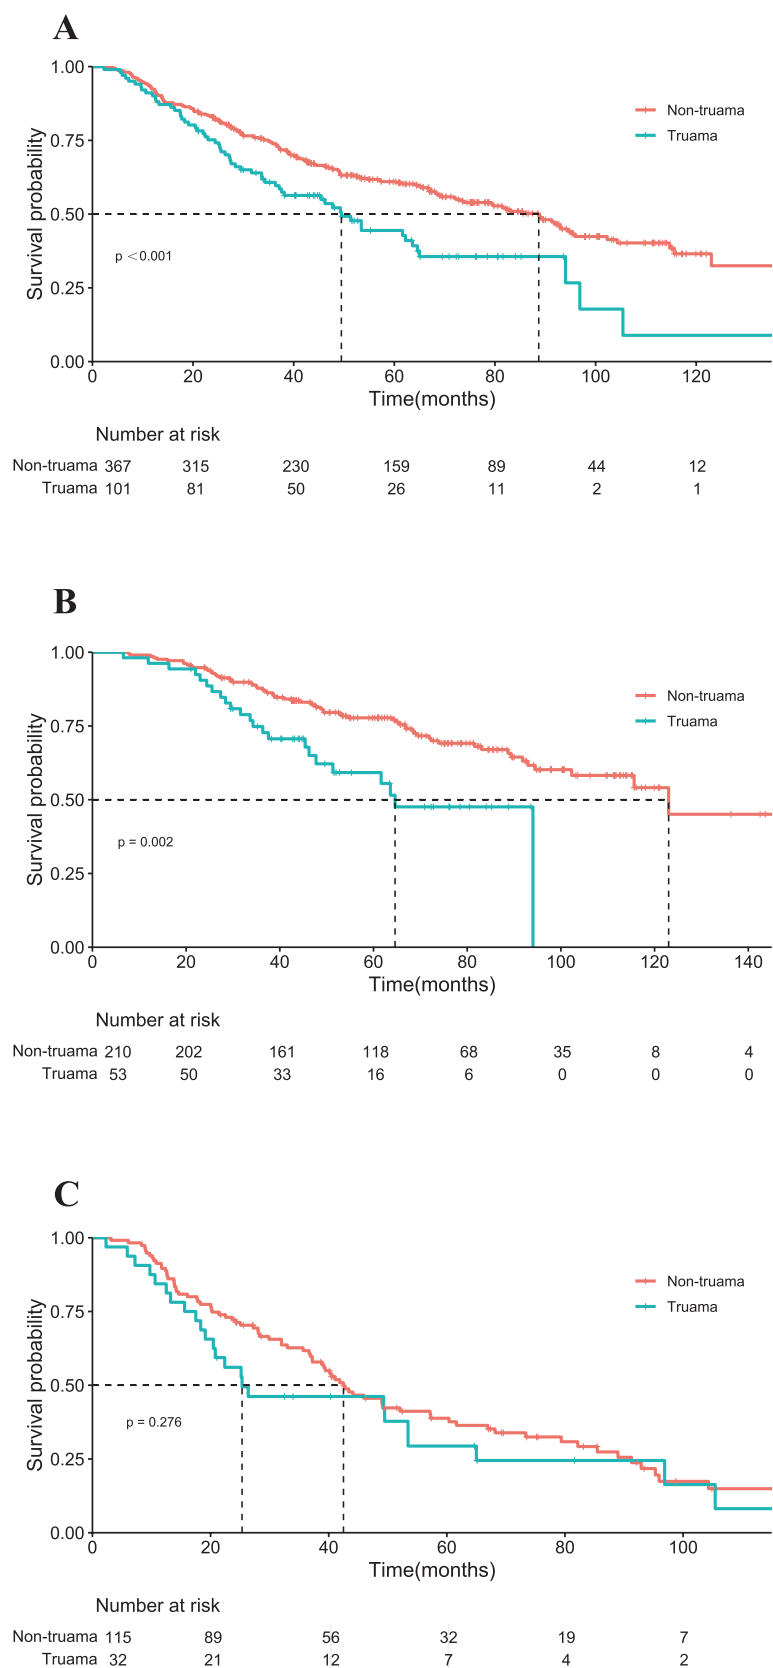 A
1.00
0.75
0.50
0.25
0.00
Survival probability
Non-truama
Truama
p <0.001
0 20 40 60 80 100 120
Time(months)
Number at risk
Non-truama 367 315 230 159 89 44 12
Truama 101 81 50 26 11 2 1
B
1.00
0.75
0.50
0.25
0.00
Survival probability
Non-truama
Truama
p = 0.002
0 20 40 60 80 100 120 140
Time(months)
Number at risk
Non-truama 210 202 161 118 68 35 8 4
Truama 53 50 33 16 6 0 0 0
C
1.00
0.75
0.50
0.25
0.00
Survival probability
Non-truama
Truama
p = 0.276
0 20 40 60 80 100
Time(months)
Number at risk
Non-truama 115 89 56 32 19 7
Truama 32 21 12 7 4 2